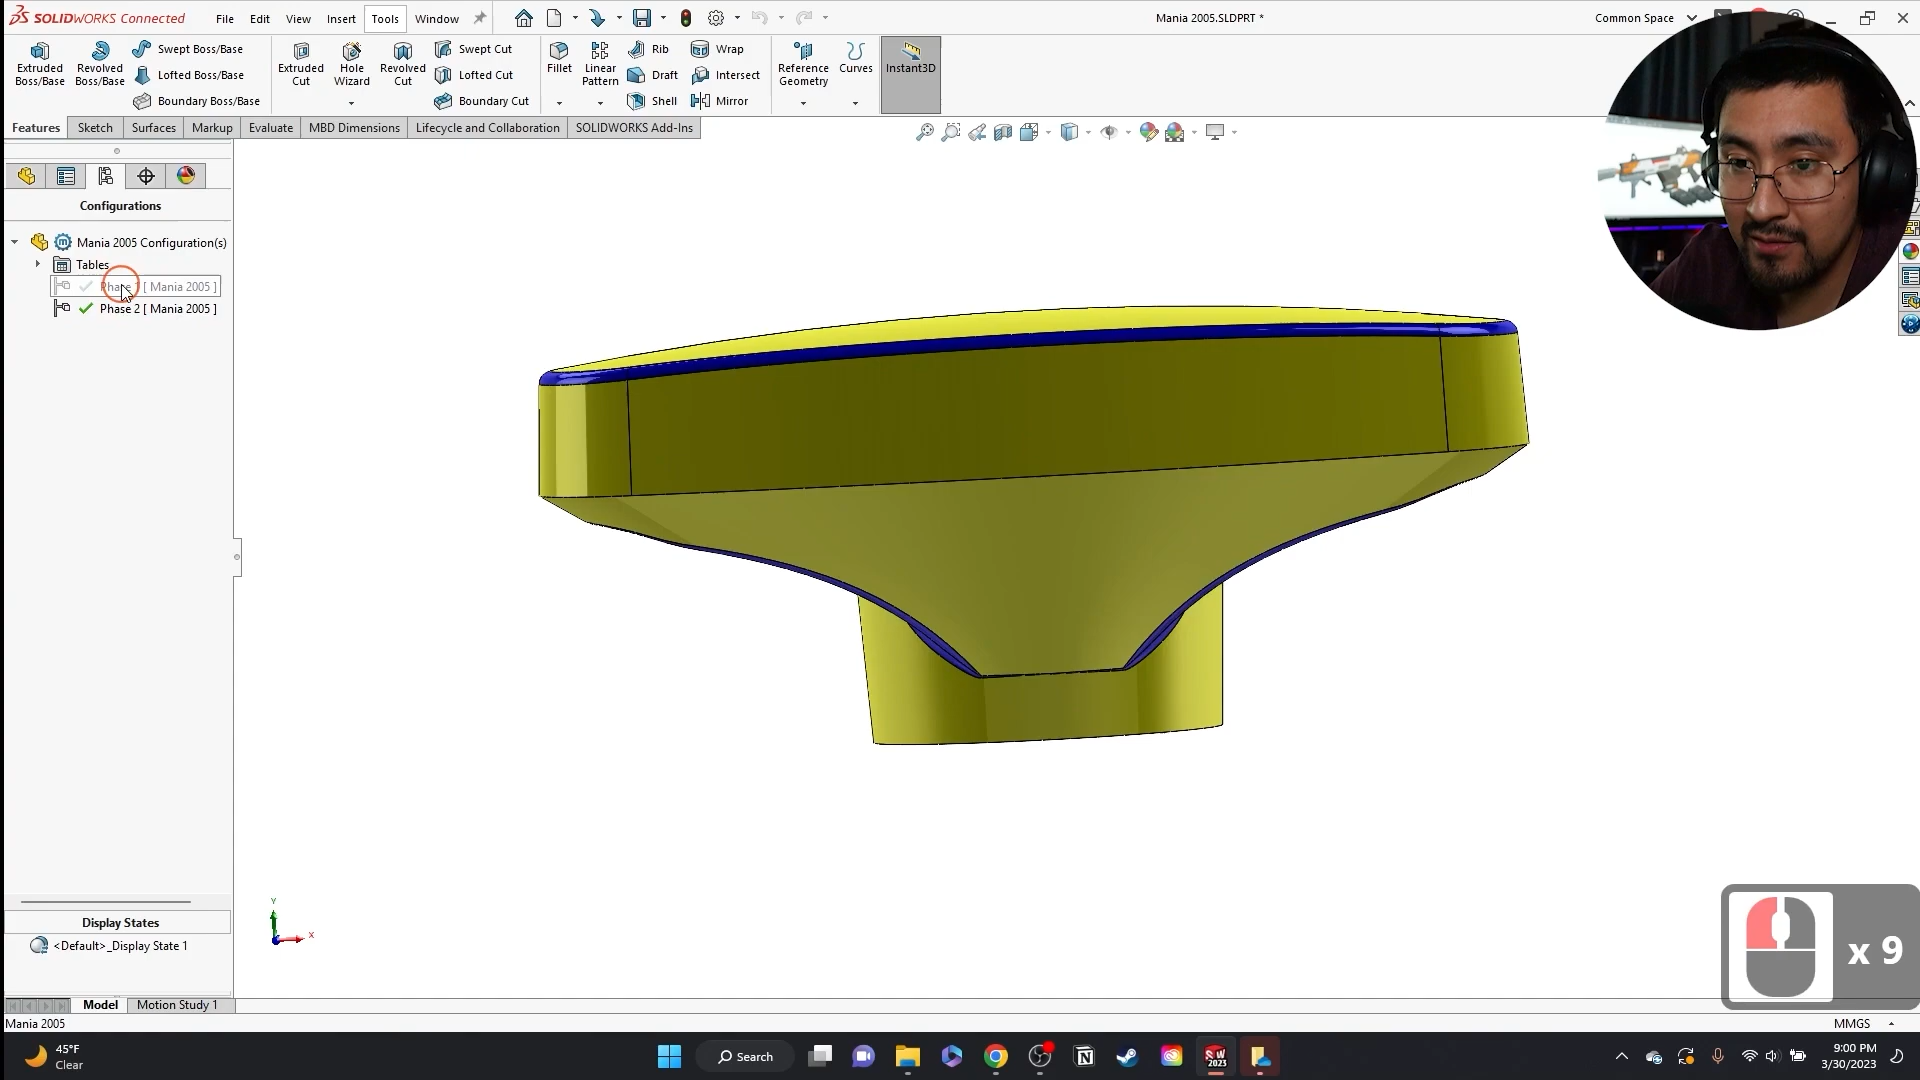 SOLIDWORKS Connected
File Edit View Insert Tools Window
Mania 2005.SLDPRT *
Common Space
Extruded Boss/Base
Revolved Boss/Base
Swept Boss/Base
Lofted Boss/Base
Boundary Boss/Base
Extruded Cut
Hole Wizard
Revolved Cut
Swept Cut
Lofted Cut
Boundary Cut
Fillet
Linear Pattern
Rib
Draft
Shell
Wrap
Intersect
Mirror
Reference Geometry
Curves
Instant3D
Features Sketch Surfaces Markup Evaluate MBD Dimensions Lifecycle and Collaboration SOLIDWORKS Add-Ins
Configurations
Mania 2005 Configuration(s)
Tables
Phase 1 [ Mania 2005 ]
Phase 2 [ Mania 2005 ]
Y
X
Display States
<Default>_Display State 1
x 9
Model Motion Study 1
Mania 2005
MMGS
45°F
Clear
Search
SW
2023
9:00 PM
3/30/2023